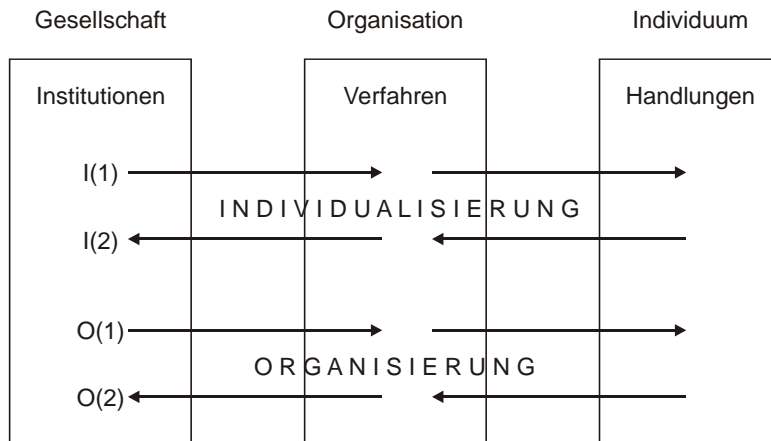 Gesellschaft Organisation Individuum
Institutionen Verfahren Handlungen
I(1)
INDIVIDUALISIERUNG
I(2)
O(1)
ORGANISIERUNG
O(2)